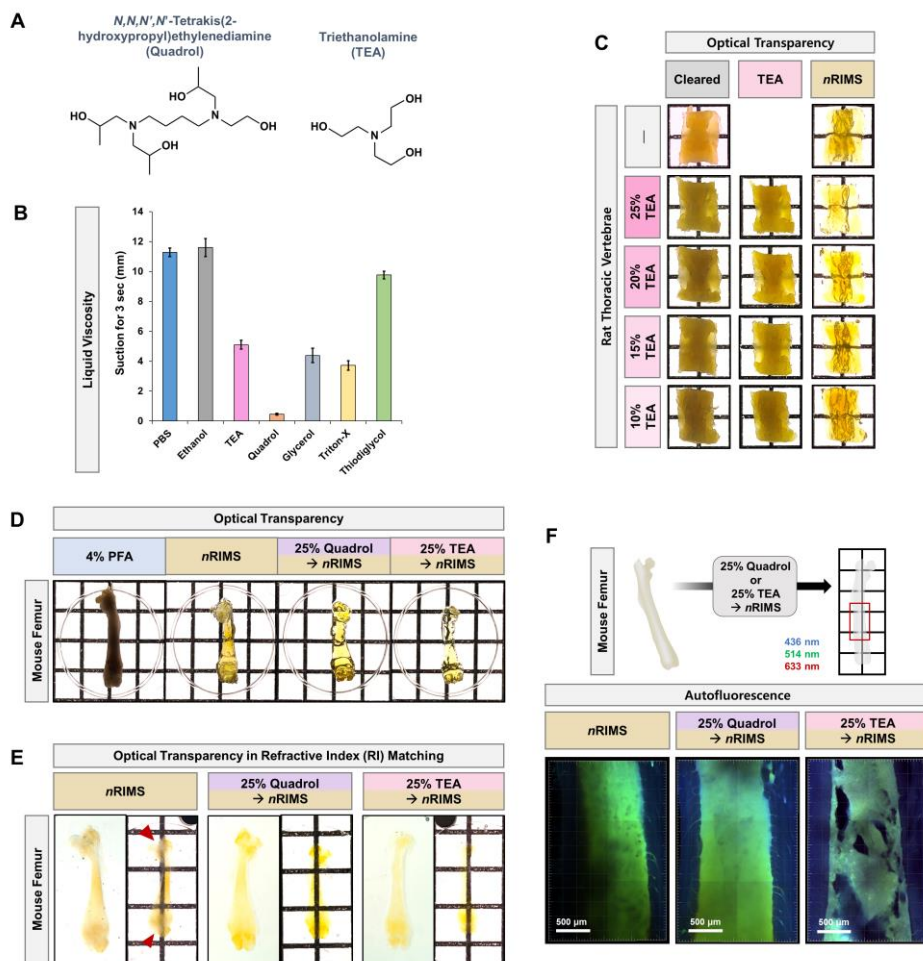 A
N,N,N',N'-Tetrakis(2-
hydroxypropyl)ethylenediamine
(Quadrol)
Triethanolamine
(TEA)
HO
HO
N
N
OH
OH
HO
N
OH
OH
B
Liquid Viscosity
Suction for 3 sec (mm)
14
12
10
8
6
4
2
0
PBS
Ethanol
TEA
Quadrol
Glycerol
Triton-X
Thiodiglycol
C
Optical Transparency
Cleared
TEA
nRIMS
Rat Thoracic Vertebrae
—
25%
TEA
20%
TEA
15%
TEA
10%
TEA
D
Optical Transparency
4% PFA
nRIMS
25% Quadrol
→ nRIMS
25% TEA
→ nRIMS
Mouse Femur
E
Optical Transparency in Refractive Index (RI) Matching
nRIMS
25% Quadrol
→ nRIMS
25% TEA
→ nRIMS
Mouse Femur
F
Mouse Femur
25% Quadrol
or
25% TEA
→ nRIMS
436 nm
514 nm
633 nm
Autofluorescence
nRIMS
25% Quadrol
→ nRIMS
25% TEA
→ nRIMS
500 µm
500 µm
500 µm